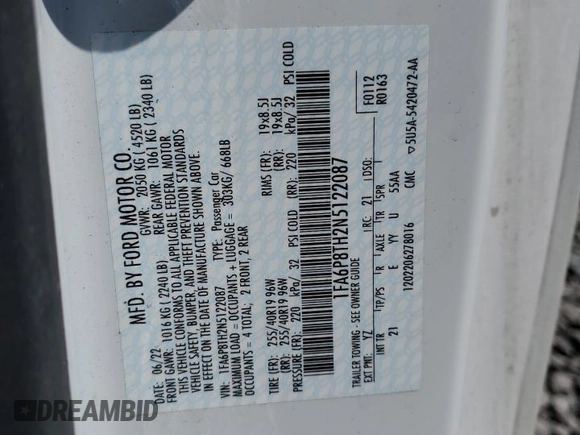 MFD. BY FORD MOTOR CO.
DATE: 06/22 GVWR: 2050 KG ( 4520 LB)
FRONT GAWR: 1016 KG ( 2240 LB) REAR GAWR: 1061 KG ( 2340 LB)
THIS VEHICLE CONFORMS TO ALL APPLICABLE FEDERAL MOTOR
VEHICLE SAFETY, BUMPER, AND THEFT PREVENTION STANDARDS
IN EFFECT ON THE DATE OF MANUFACTURE SHOWN ABOVE.
VIN: 1FA6P8TH2N5122087 TYPE: Passenger Car
MAXIMUM LOAD = OCCUPANTS + LUGGAGE = 303KG/ 668LB
OCCUPANTS = 4 TOTAL; 2 FRONT, 2 REAR
TIRE (FR): 255/40R19 96W RIMS (FR): 19x8.5J
(RR): 255/40R19 96W (RR): 19x8.5J
PRESSURE (FR): 220 kPa/ 32 PSI COLD (RR): 220 kPa/ 32 PSI COLD
1FA6P8TH2N5122087
TRAILER TOWING - SEE OWNER GUIDE
F0112
R0163
EXT PNT: YZ RC: 21 DSO:
INT TR TP/PS R AXLE TR SPR
21 E YY U 55AA
1202206278016 CMC ▽5U5A-5420472-AA
DREAMBID